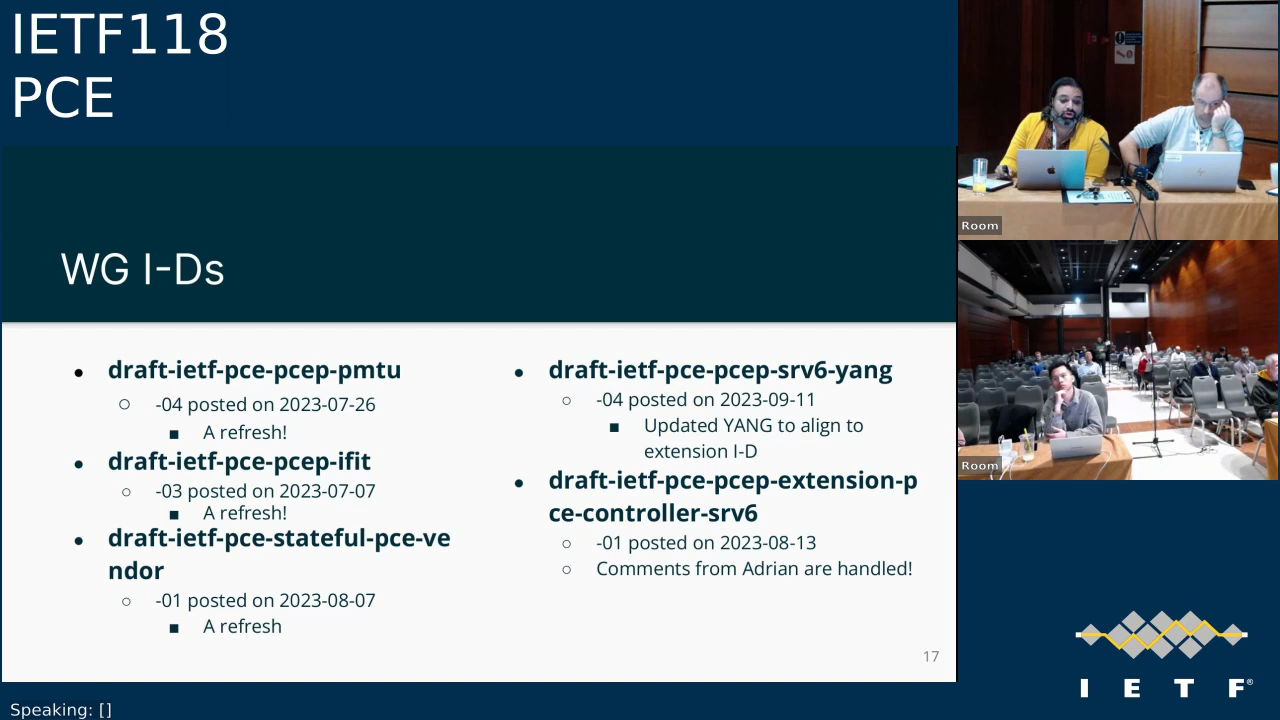 IETF118
PCE
WG I-Ds
● draft-ietf-pce-pcep-pmtu
○ -04 posted on 2023-07-26
■ A refresh!
● draft-ietf-pce-pcep-ifit
○ -03 posted on 2023-07-07
■ A refresh!
● draft-ietf-pce-stateful-pce-ve
ndor
○ -01 posted on 2023-08-07
■ A refresh
● draft-ietf-pce-pcep-srv6-yang
○ -04 posted on 2023-09-11
■ Updated YANG to align to
extension I-D
● draft-ietf-pce-pcep-extension-p
ce-controller-srv6
○ -01 posted on 2023-08-13
○ Comments from Adrian are handled!
17
Room
Room
I E T F®
Speaking: []